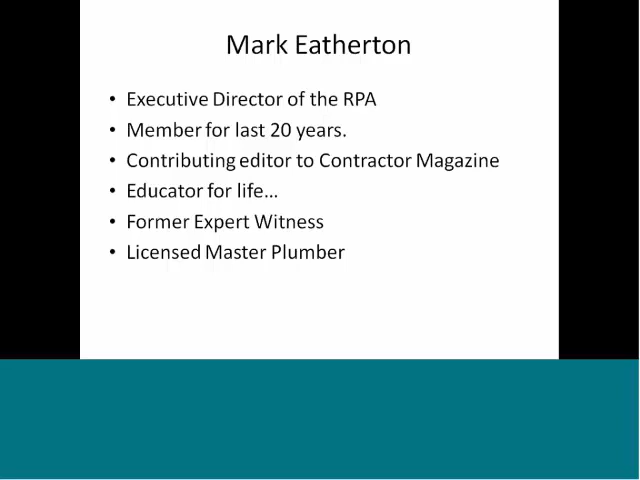 Mark Eatherton
• Executive Director of the RPA
• Member for last 20 years.
• Contributing editor to Contractor Magazine
• Educator for life…
• Former Expert Witness
• Licensed Master Plumber